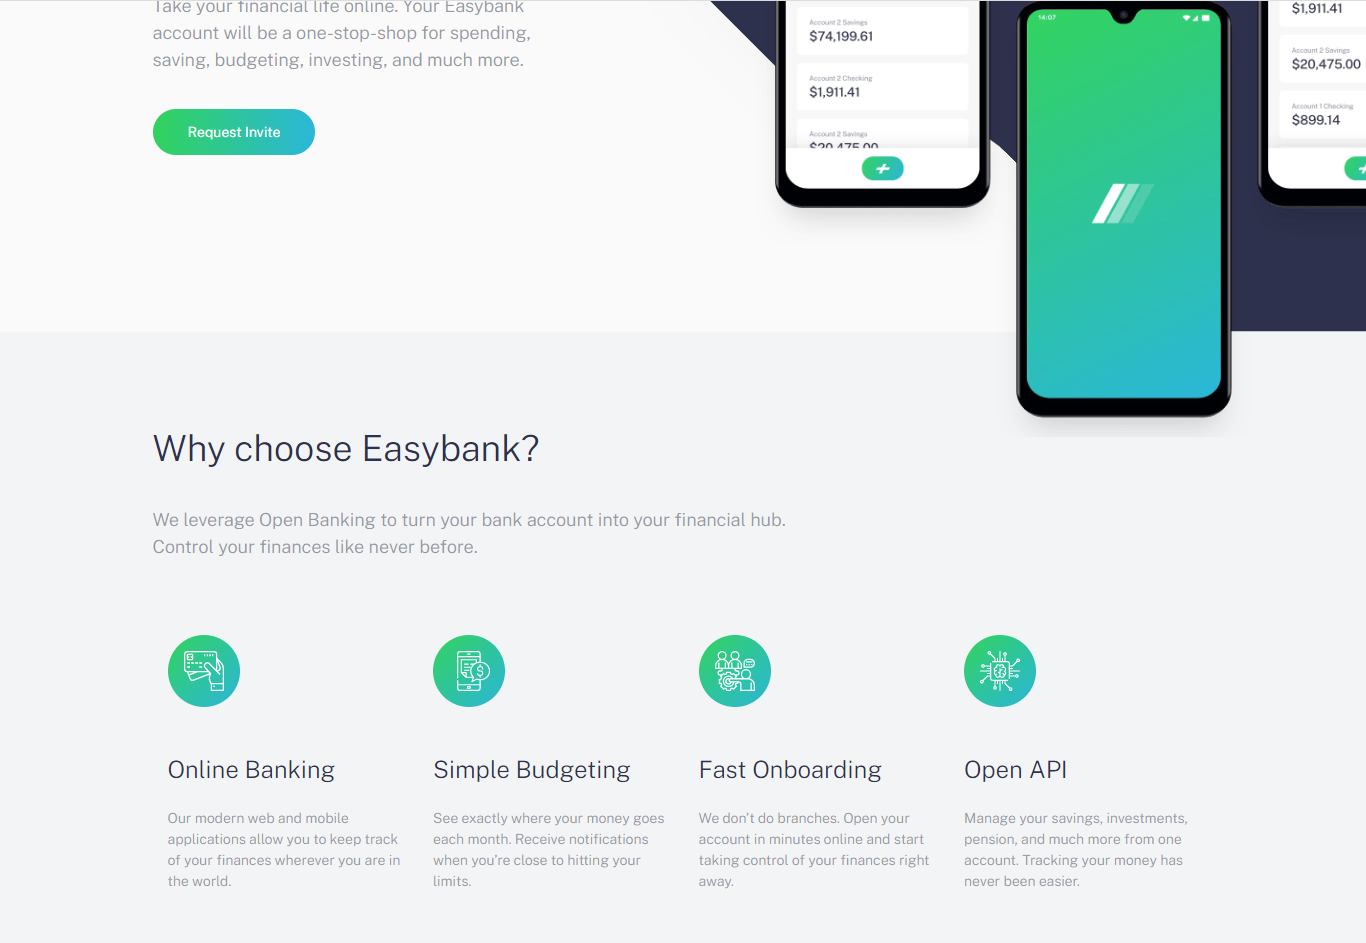 Take your financial life online. Your Easybank
account will be a one-stop-shop for spending,
saving, budgeting, investing, and much more.
Request Invite
Account 2 Savings
$74,199.61
Account 2 Checking
$1,911.41
Account 2 Savings
$20,475.00
14:07
$1,911.41
Account 2 Savings
$20,475.00
Account 1 Checking
$899.14
Why choose Easybank?
We leverage Open Banking to turn your bank account into your financial hub.
Control your finances like never before.
Online Banking
Our modern web and mobile
applications allow you to keep track
of your finances wherever you are in
the world.
Simple Budgeting
See exactly where your money goes
each month. Receive notifications
when you're close to hitting your
limits.
Fast Onboarding
We don't do branches. Open your
account in minutes online and start
taking control of your finances right
away.
Open API
Manage your savings, investments,
pension, and much more from one
account. Tracking your money has
never been easier.